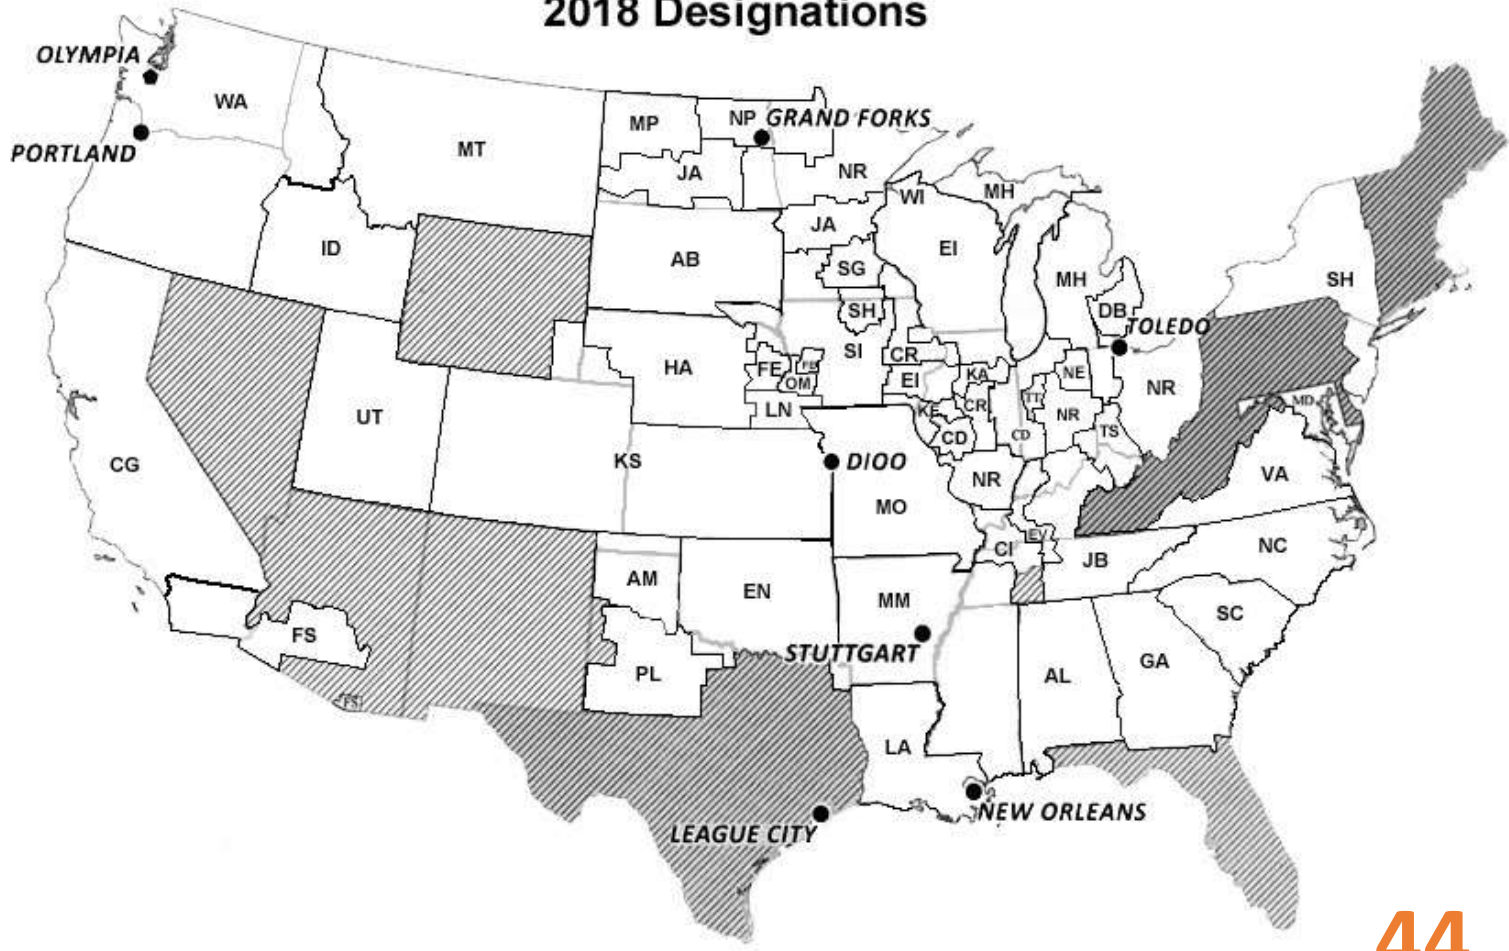 2018 Designations
OLYMPIA
WA
PORTLAND
MT
MP
NP
GRAND FORKS
JA
NR
WI
MH
JA
ID
AB
SG
EI
MH
SH
SH
DB
TOLEDO
SI
CR
HA
FE
OM
EI
KA
NE
NR
TT
LN
KE
CR
NR
MD
UT
CD
CD
TS
CG
KS
DIOO
NR
VA
MO
EV
CI
JB
NC
AM
EN
MM
SC
FS
STUTTGART
GA
PL
AL
FS
LA
NEW ORLEANS
LEAGUE CITY
44